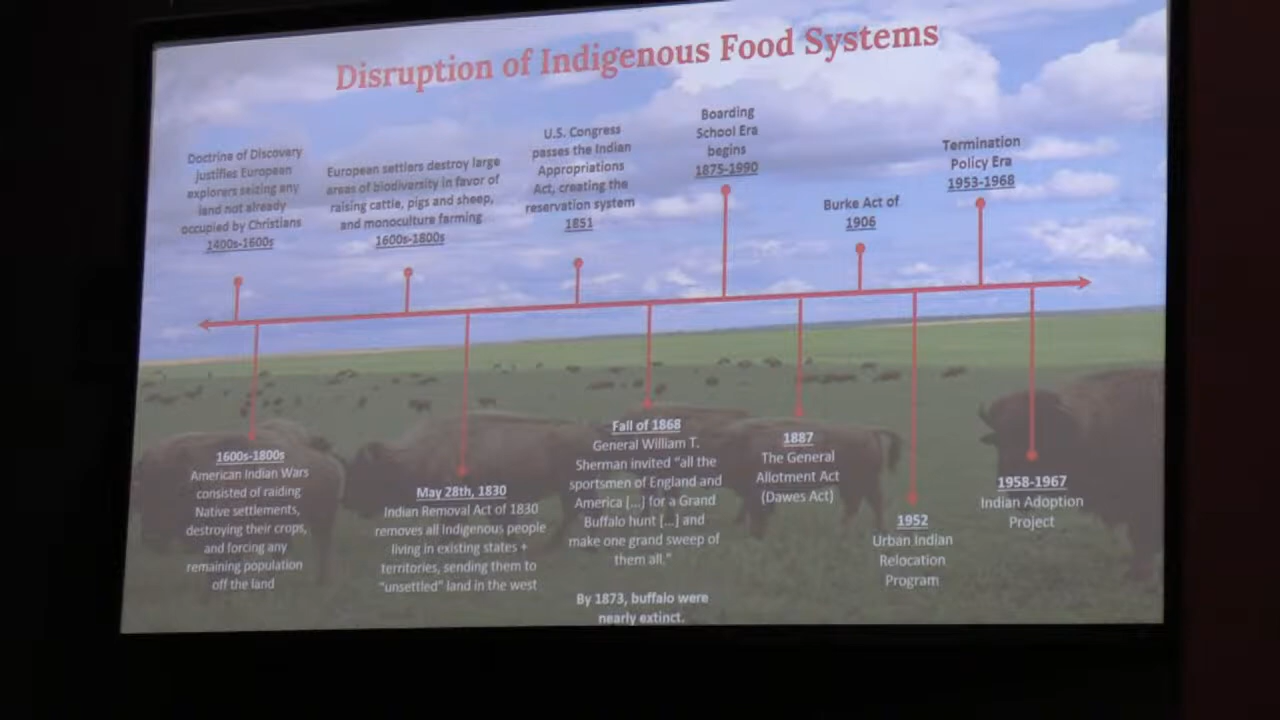 Disruption of Indigenous Food Systems
Doctrine of Discovery
justifies European
explorers seizing any
land not already
occupied by Christians
1400s-1600s
European settlers destroy large
areas of biodiversity in favor of
raising cattle, pigs and sheep,
and monoculture farming
1600s-1800s
U.S. Congress
passes the Indian
Appropriations
Act, creating the
reservation system
1851
Boarding
School Era
begins
1875-1990
Burke Act of
1906
Termination
Policy Era
1953-1968
1600s-1800s
American Indian Wars
consisted of raiding
Native settlements,
destroying their crops,
and forcing any
remaining population
off the land
May 28th, 1830
Indian Removal Act of 1830
removes all Indigenous people
living in existing states +
territories, sending them to
"unsettled" land in the west
Fall of 1868
General William T.
Sherman invited "all the
sportsmen of England and
America [...] for a Grand
Buffalo hunt [...] and
make one grand sweep of
them all."
By 1873, buffalo were
nearly extinct.
1887
The General
Allotment Act
(Dawes Act)
1952
Urban Indian
Relocation
Program
1958-1967
Indian Adoption
Project